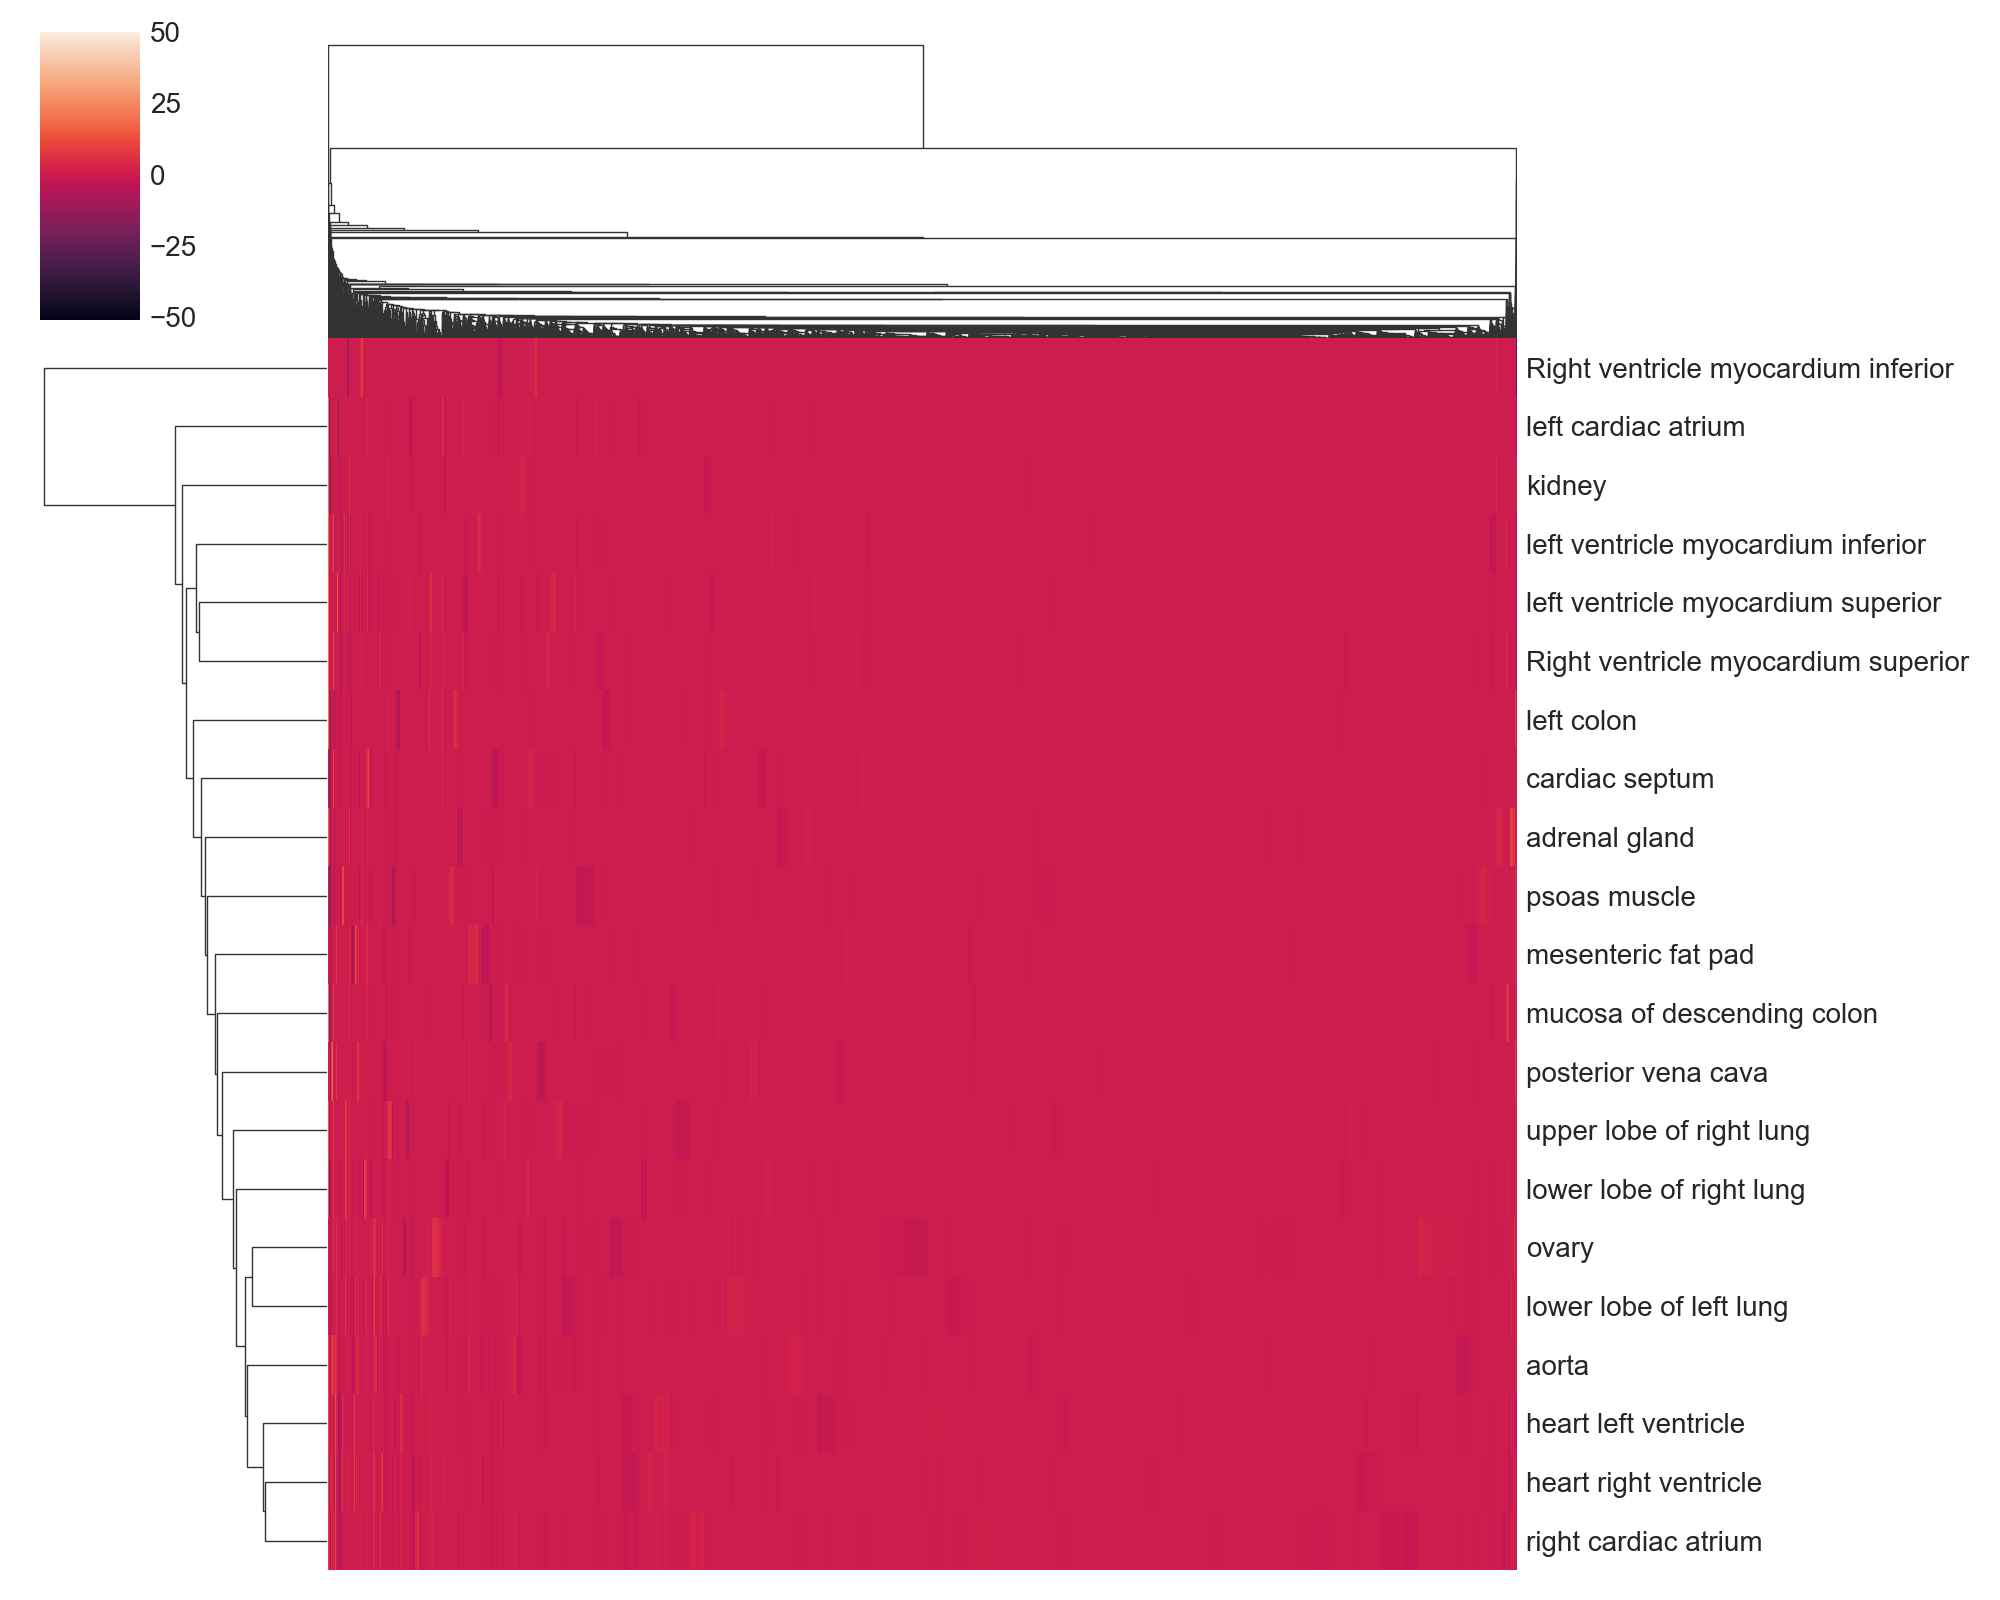 50
25
0
−25
−50
Right ventricle myocardium inferior
left cardiac atrium
kidney
left ventricle myocardium inferior
left ventricle myocardium superior
Right ventricle myocardium superior
left colon
cardiac septum
adrenal gland
psoas muscle
mesenteric fat pad
mucosa of descending colon
posterior vena cava
upper lobe of right lung
lower lobe of right lung
ovary
lower lobe of left lung
aorta
heart left ventricle
heart right ventricle
right cardiac atrium